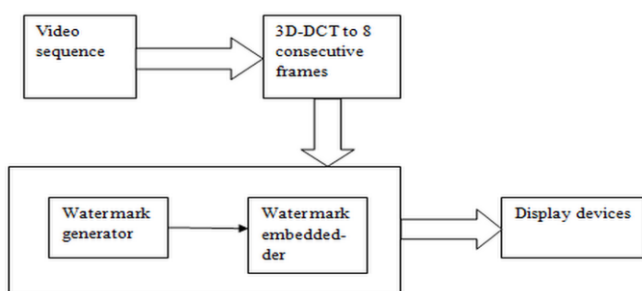 Video
sequence
3D-DCT to 8
consecutive
frames
Watermark
generator
Watermark
embedded-
der
Display devices